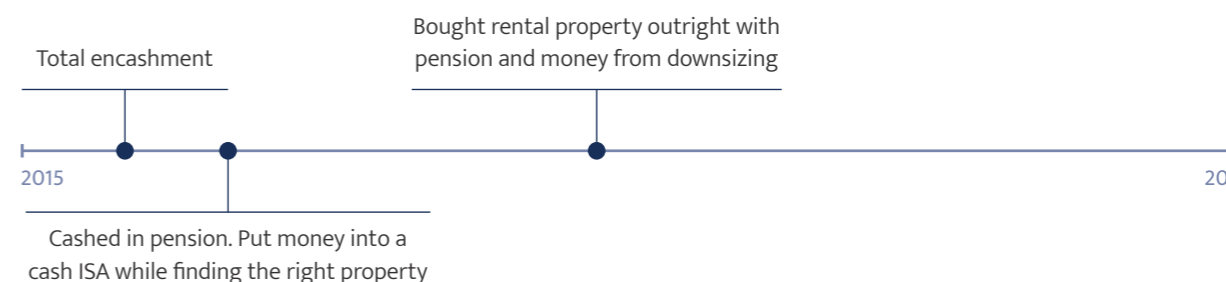 Bought rental property outright with
pension and money from downsizing
Total encashment
2015
20
Cashed in pension. Put money into a
cash ISA while finding the right property